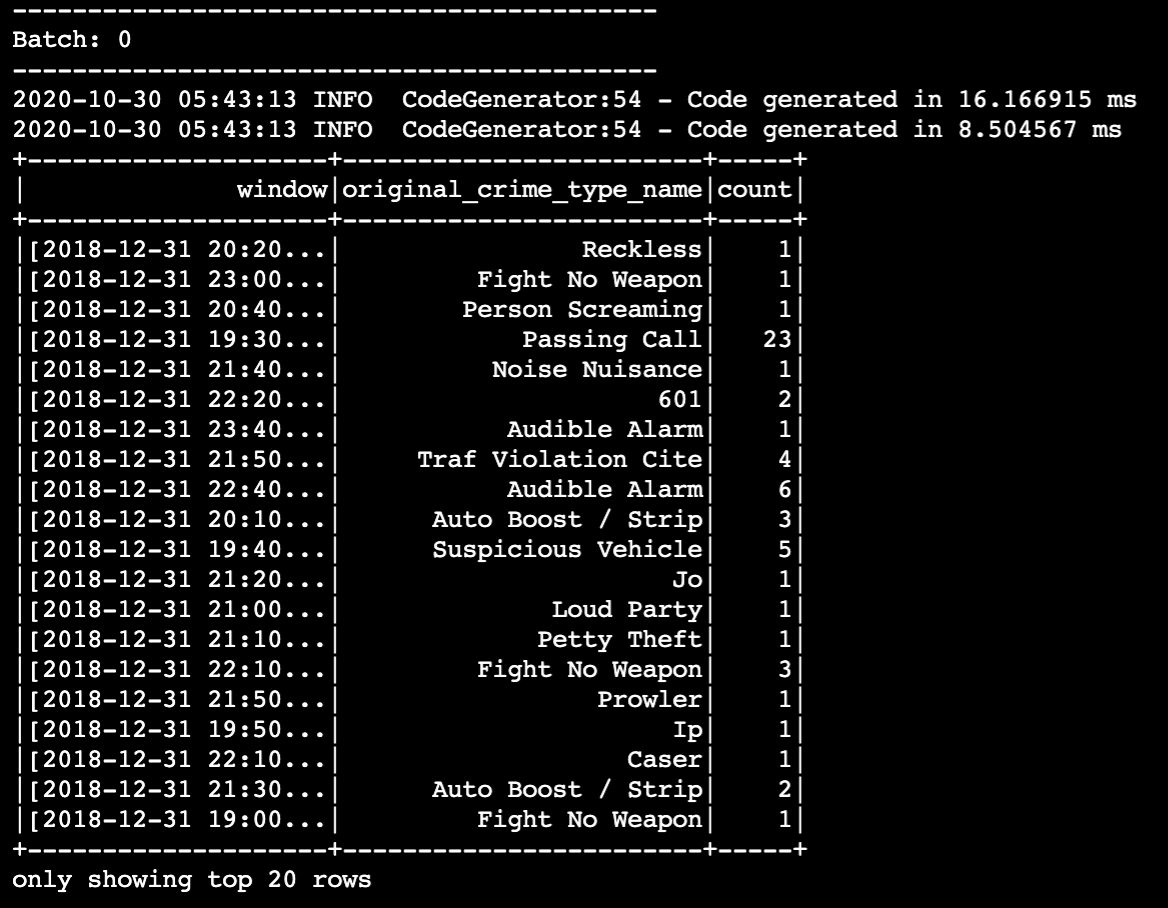 -------------------------------------------
Batch: 0
-------------------------------------------
2020-10-30 05:43:13 INFO  CodeGenerator:54 - Code generated in 16.166915 ms
2020-10-30 05:43:13 INFO  CodeGenerator:54 - Code generated in 8.504567 ms
+--------------------+------------------------+-----+
|              window|original_crime_type_name|count|
+--------------------+------------------------+-----+
|[2018-12-31 20:20...|                Reckless|    1|
|[2018-12-31 23:00...|         Fight No Weapon|    1|
|[2018-12-31 20:40...|        Person Screaming|    1|
|[2018-12-31 19:30...|            Passing Call|   23|
|[2018-12-31 21:40...|          Noise Nuisance|    1|
|[2018-12-31 22:20...|                     601|    2|
|[2018-12-31 23:40...|           Audible Alarm|    1|
|[2018-12-31 21:50...|     Traf Violation Cite|    4|
|[2018-12-31 22:40...|           Audible Alarm|    6|
|[2018-12-31 20:10...|      Auto Boost / Strip|    3|
|[2018-12-31 19:40...|      Suspicious Vehicle|    5|
|[2018-12-31 21:20...|                      Jo|    1|
|[2018-12-31 21:00...|              Loud Party|    1|
|[2018-12-31 21:10...|             Petty Theft|    1|
|[2018-12-31 22:10...|         Fight No Weapon|    3|
|[2018-12-31 21:50...|                 Prowler|    1|
|[2018-12-31 19:50...|                      Ip|    1|
|[2018-12-31 22:10...|                   Caser|    1|
|[2018-12-31 21:30...|      Auto Boost / Strip|    2|
|[2018-12-31 19:00...|         Fight No Weapon|    1|
+--------------------+------------------------+-----+
only showing top 20 rows